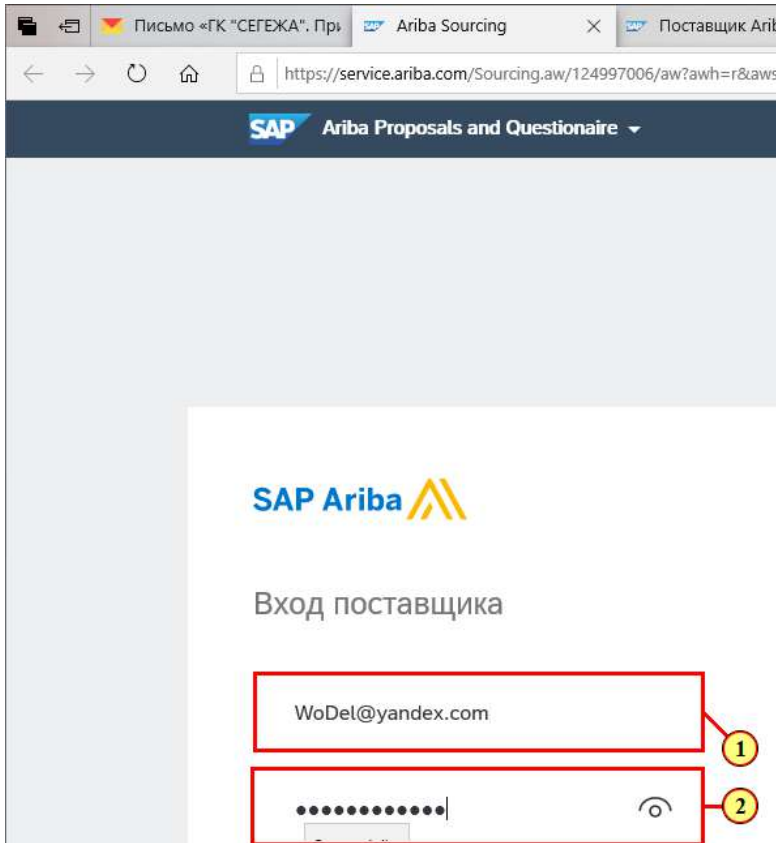 Письмо «ГК "СЕГЕЖА". При
Ariba Sourcing
Поставщик Arib
https://service.ariba.com/Sourcing.aw/124997006/aw?awh=r&aws
SAP Ariba Proposals and Questionaire
SAP Ariba
Вход поставщика
WoDel@yandex.com
1
••••••••••••
2